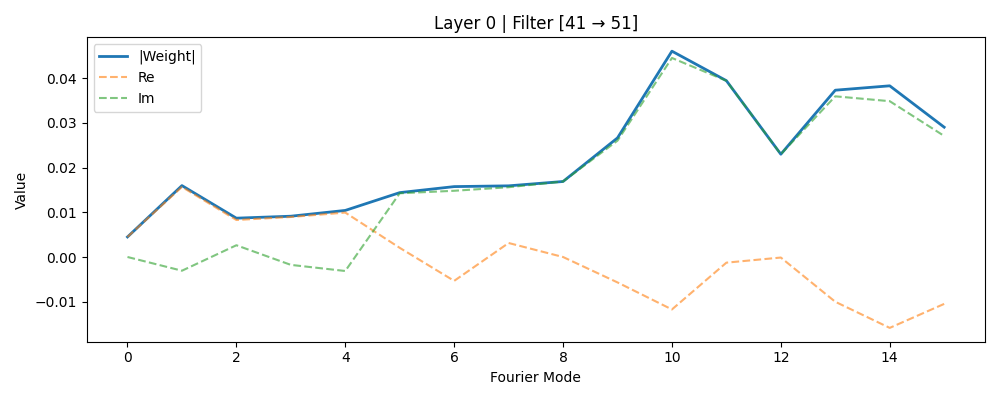 Layer 0 | Filter [41 → 51]
|Weight|
Re
Im
Value
0.04
0.03
0.02
0.01
0.00
−0.01
0 2 4 6 8 10 12 14
Fourier Mode